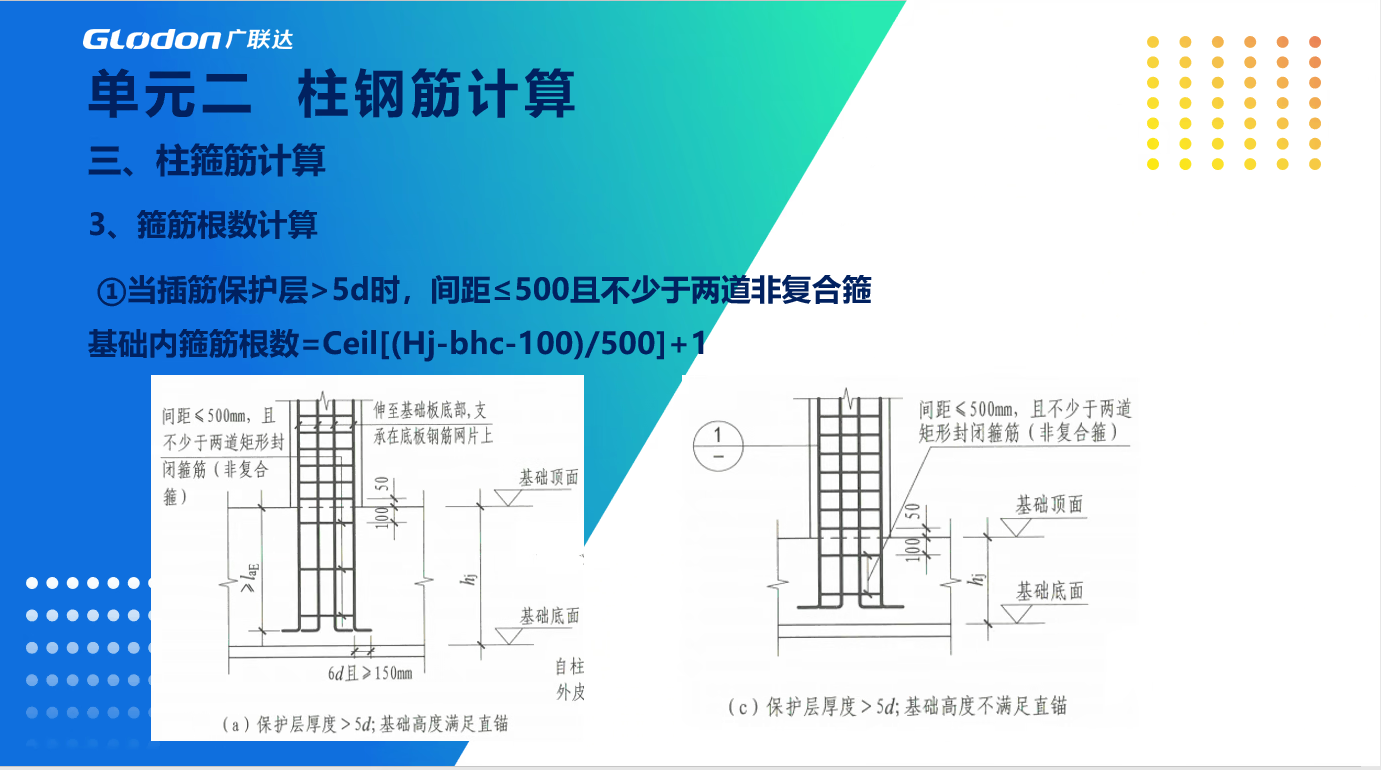 GLodon广联达
单元二 柱钢筋计算
三、柱箍筋计算
3、箍筋根数计算
①当插筋保护层>5d时，间距≤500且不少于两道非复合箍
基础内箍筋根数=Ceil[(Hj-bhc-100)/500]+1
间距≤500mm，且
不少于两道矩形封
闭箍筋（非复合
箍）
伸至基础板底部,支
承在底板钢筋网片上
基础顶面
50
100
≥laE
hj
基础底面
6d且≥150mm
自柱
外皮
（a）保护层厚度>5d;基础高度满足直锚
1
—
间距≤500mm，且不少于两道
矩形封闭箍筋（非复合箍）
基础顶面
50
100
hj
基础底面
（c）保护层厚度>5d;基础高度不满足直锚